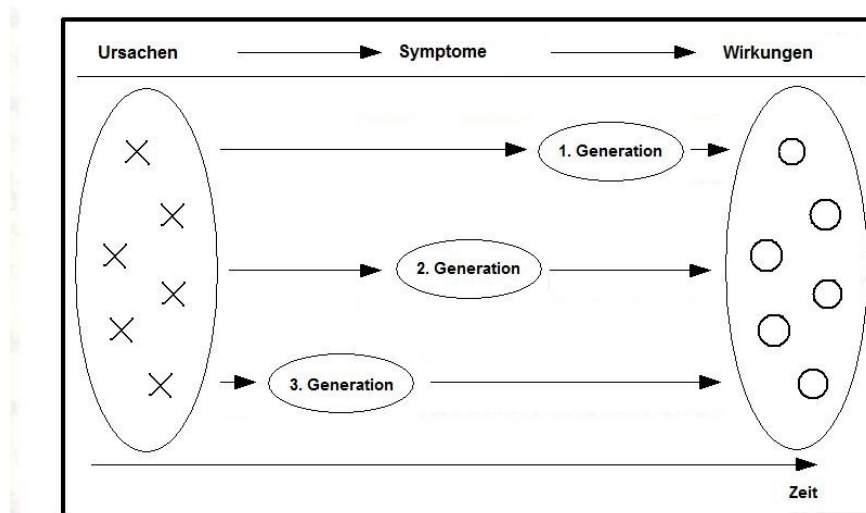 Ursachen
Symptome
Wirkungen
1. Generation
2. Generation
3. Generation
Zeit